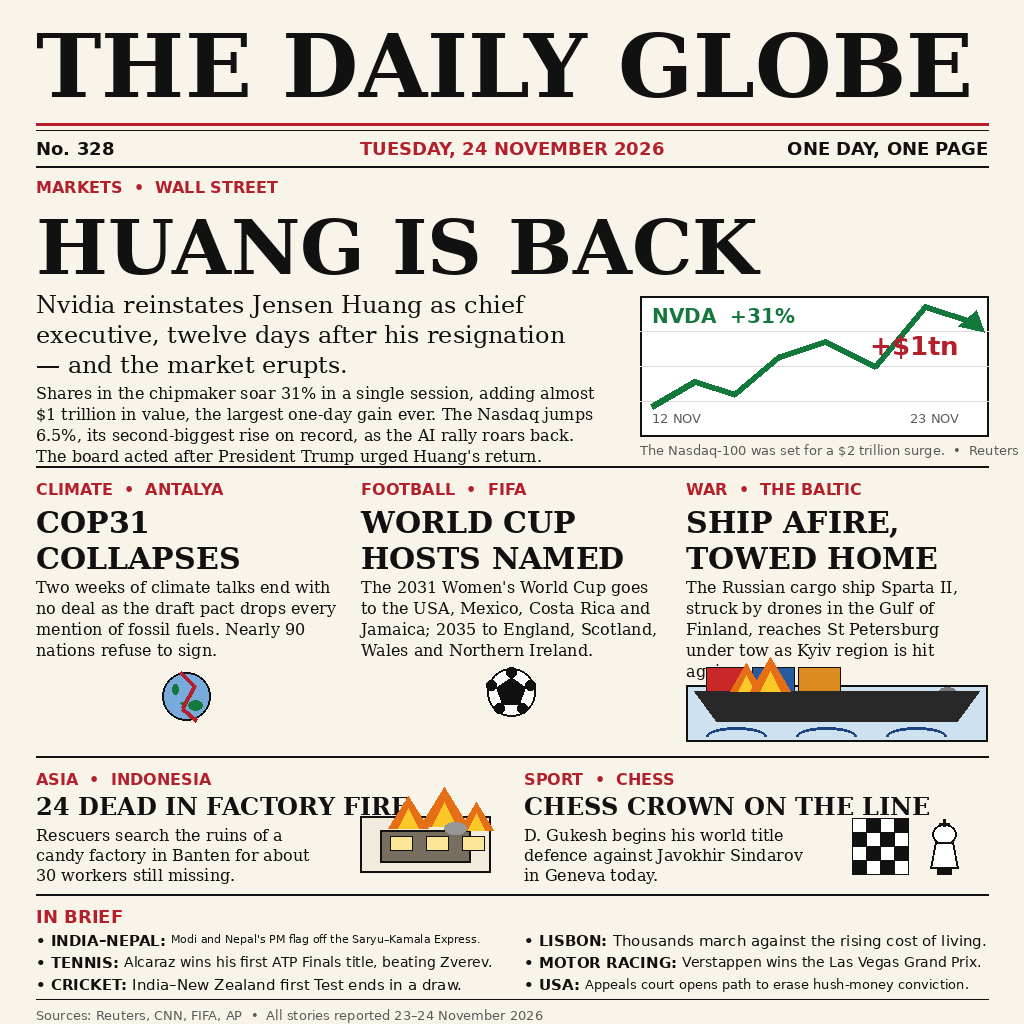 THE DAILY GLOBE
No. 328
TUESDAY, 24 NOVEMBER 2026
ONE DAY, ONE PAGE
MARKETS • WALL STREET
HUANG IS BACK
Nvidia reinstates Jensen Huang as chief
executive, twelve days after his resignation
— and the market erupts.
Shares in the chipmaker soar 31% in a single session, adding almost
$1 trillion in value, the largest one-day gain ever. The Nasdaq jumps
6.5%, its second-biggest rise on record, as the AI rally roars back.
The board acted after President Trump urged Huang's return.
NVDA +31%
+$1tn
12 NOV
23 NOV
The Nasdaq-100 was set for a $2 trillion surge. • Reuters
CLIMATE • ANTALYA
COP31
COLLAPSES
Two weeks of climate talks end with
no deal as the draft pact drops every
mention of fossil fuels. Nearly 90
nations refuse to sign.
FOOTBALL • FIFA
WORLD CUP
HOSTS NAMED
The 2031 Women's World Cup goes
to the USA, Mexico, Costa Rica and
Jamaica; 2035 to England, Scotland,
Wales and Northern Ireland.
WAR • THE BALTIC
SHIP AFIRE,
TOWED HOME
The Russian cargo ship Sparta II,
struck by drones in the Gulf of
Finland, reaches St Petersburg
under tow as Kyiv region is hit
ASIA • INDONESIA
24 DEAD IN FACTORY FIRE
Rescuers search the ruins of a
candy factory in Banten for about
30 workers still missing.
SPORT • CHESS
CHESS CROWN ON THE LINE
D. Gukesh begins his world title
defence against Javokhir Sindarov
in Geneva today.
IN BRIEF
• INDIA–NEPAL: Modi and Nepal's PM flag off the Saryu–Kamala Express.
• TENNIS: Alcaraz wins his first ATP Finals title, beating Zverev.
• CRICKET: India–New Zealand first Test ends in a draw.
• LISBON: Thousands march against the rising cost of living.
• MOTOR RACING: Verstappen wins the Las Vegas Grand Prix.
• USA: Appeals court opens path to erase hush-money conviction.
Sources: Reuters, CNN, FIFA, AP • All stories reported 23–24 November 2026